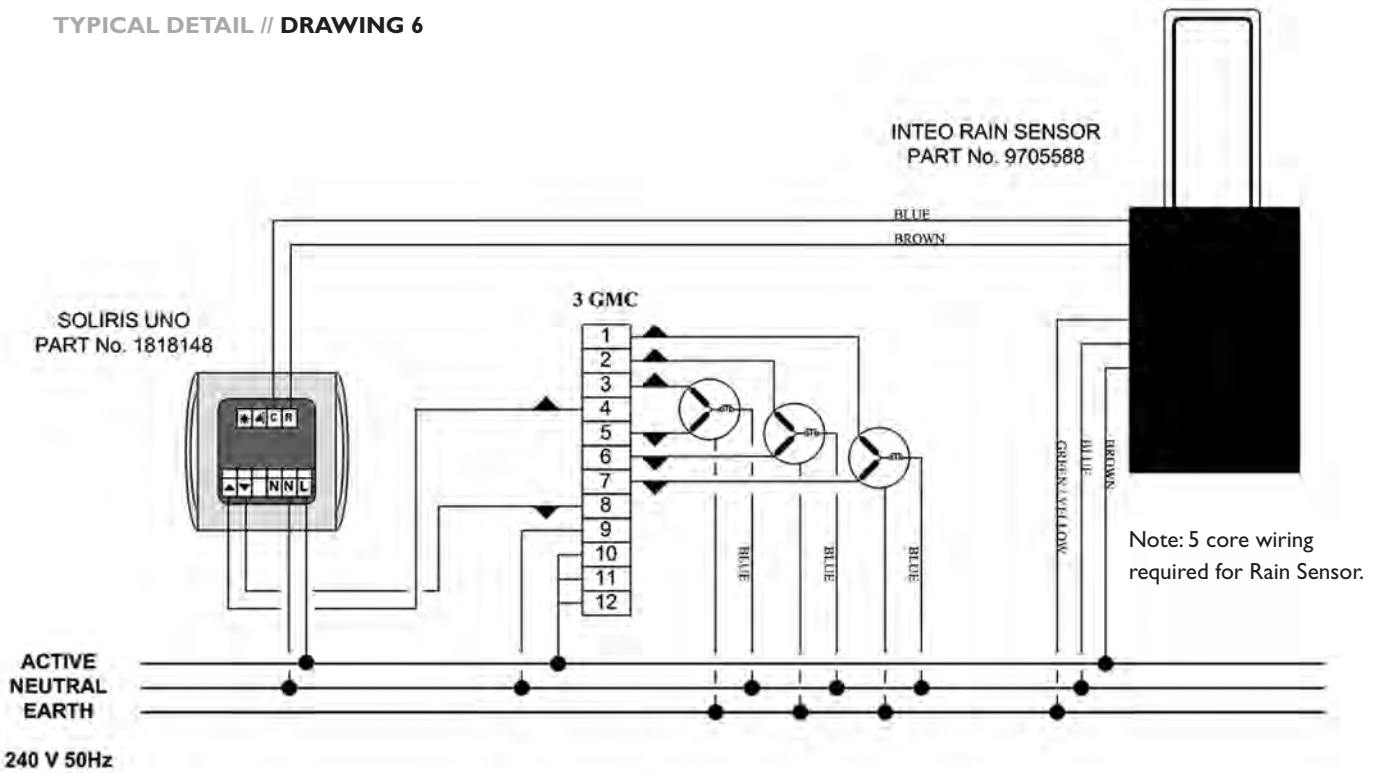 TYPICAL DETAIL // DRAWING 6
INTEO RAIN SENSOR
PART No. 9705588
BLUE
BROWN
3 GMC
SOLIRIS UNO
PART No. 1818148
C R
N N L
1
2
3
4
5
6
7
8
9
10
11
12
BLUE
BLUE
BLUE
GREEN / YELLOW
BLUE
BROWN
Note: 5 core wiring
required for Rain Sensor.
ACTIVE
NEUTRAL
EARTH
240 V 50Hz